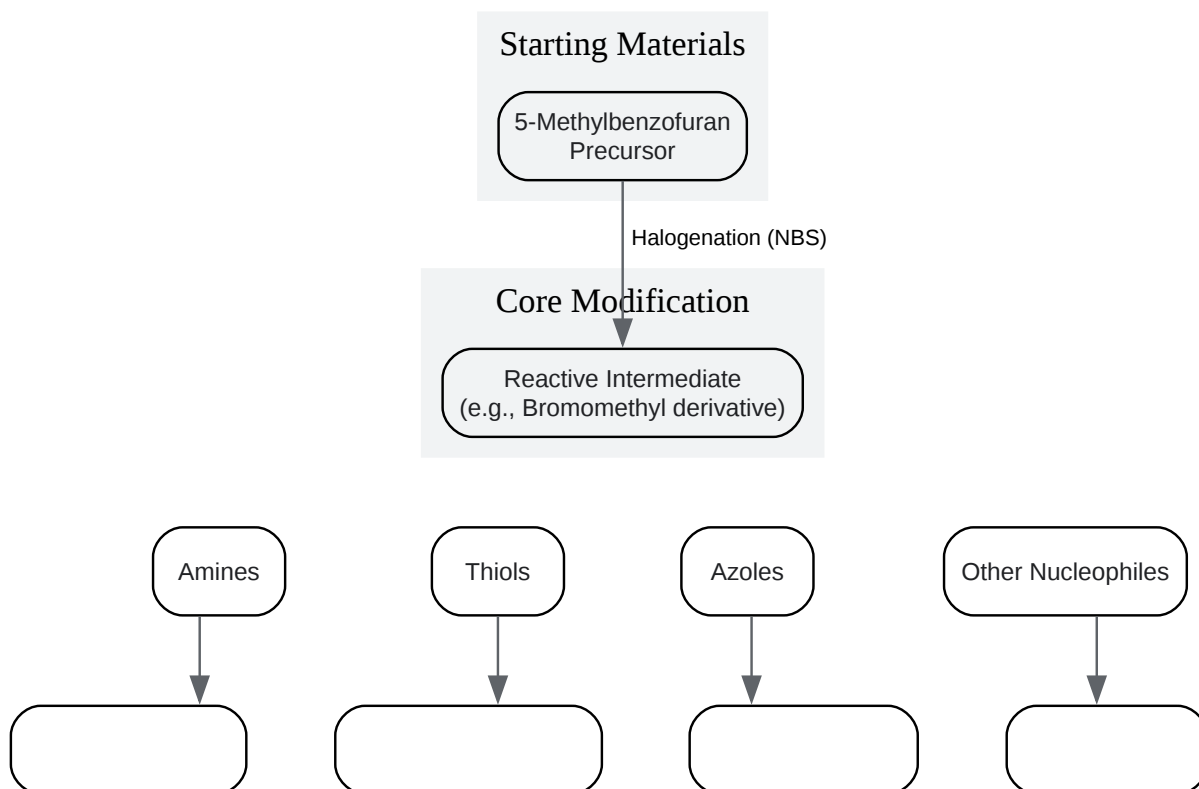 Starting Materials
5-Methylbenzofuran
Precursor
Halogenation (NBS)
Core Modification
Reactive Intermediate
(e.g., Bromomethyl derivative)
Amines
Thiols
Azoles
Other Nucleophiles